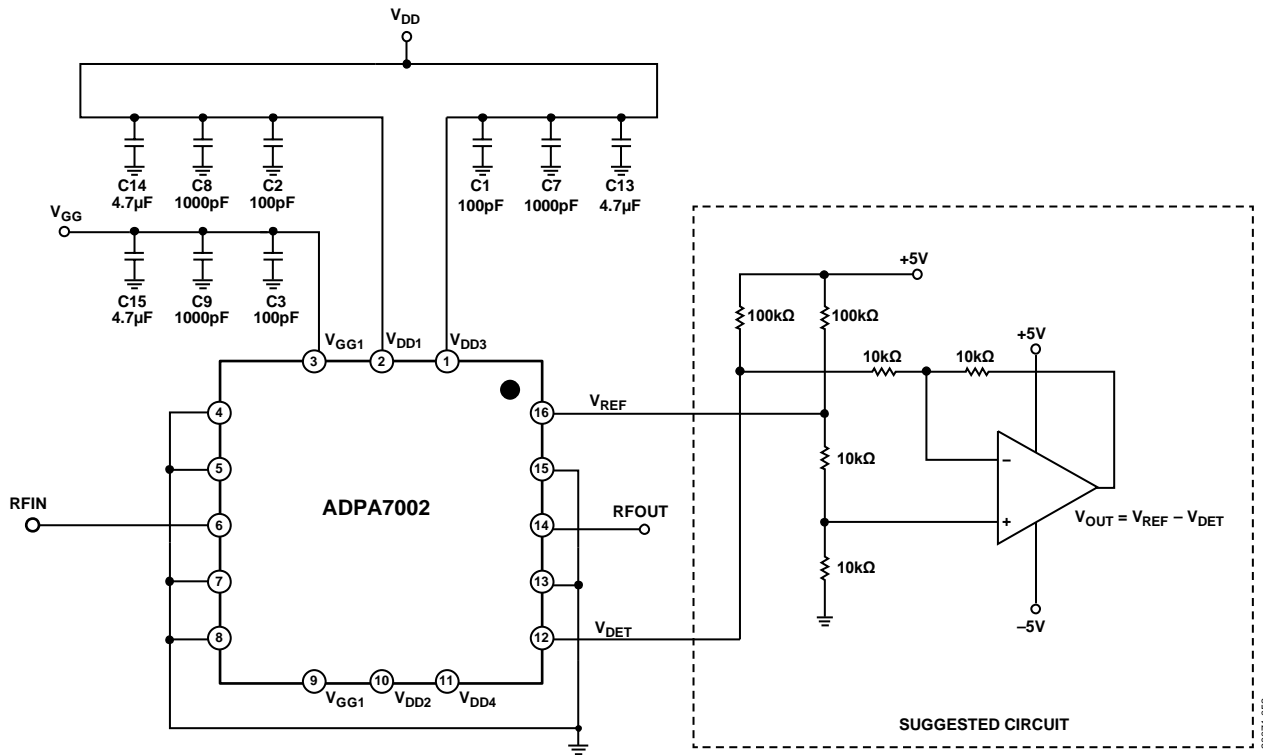 VDD
C14
4.7µF
C8
1000pF
C2
100pF
C1
100pF
C7
1000pF
C13
4.7µF
VGG
C15
4.7µF
C9
1000pF
C3
100pF
+5V
100kΩ
100kΩ
+5V
10kΩ
10kΩ
VGG1
VDD1
VDD3
3
2
1
4
16
VREF
10kΩ
–
5
15
ADPA7002
RFIN
6
14
RFOUT
+
VOUT = VREF – VDET
10kΩ
7
13
–5V
8
12
VDET
9
10
11
VGG1
VDD2
VDD4
SUGGESTED CIRCUIT